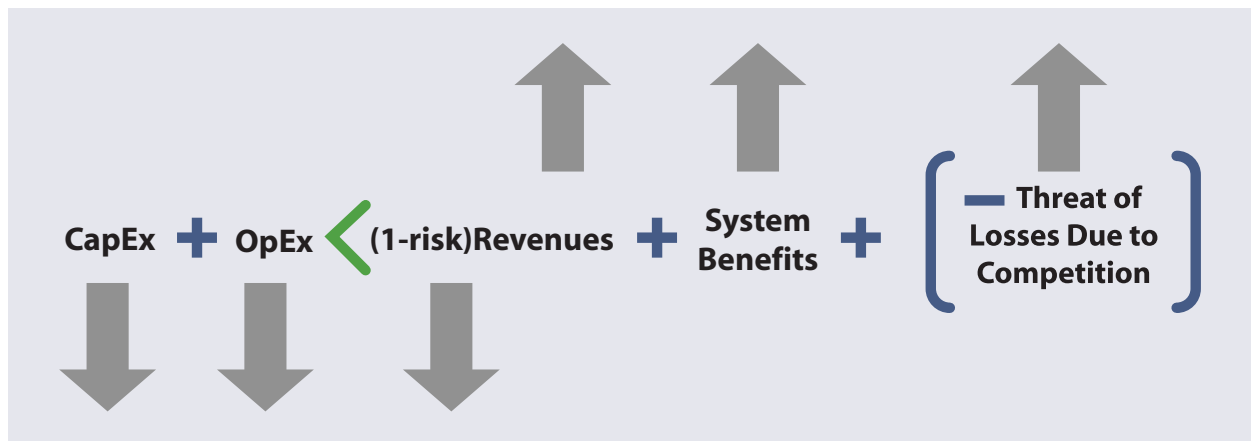 CapEx + OpEx < (1-risk)Revenues + System Benefits + [ — Threat of Losses Due to Competition ]